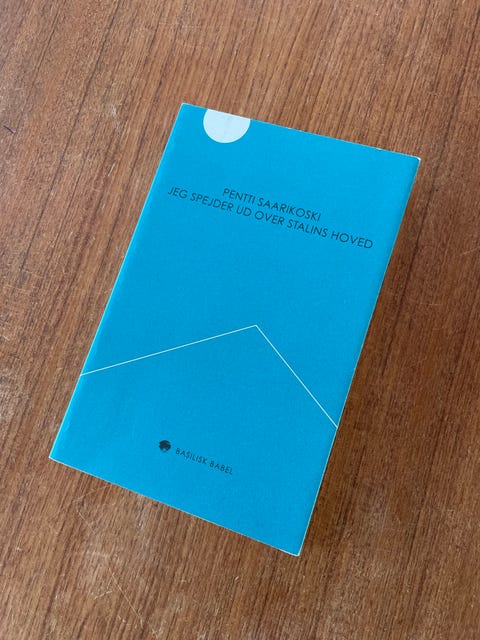 PENTTI SAARIKOSKI
JEG SPEJDER UD OVER STALINS HOVED
BASILISK BABEL